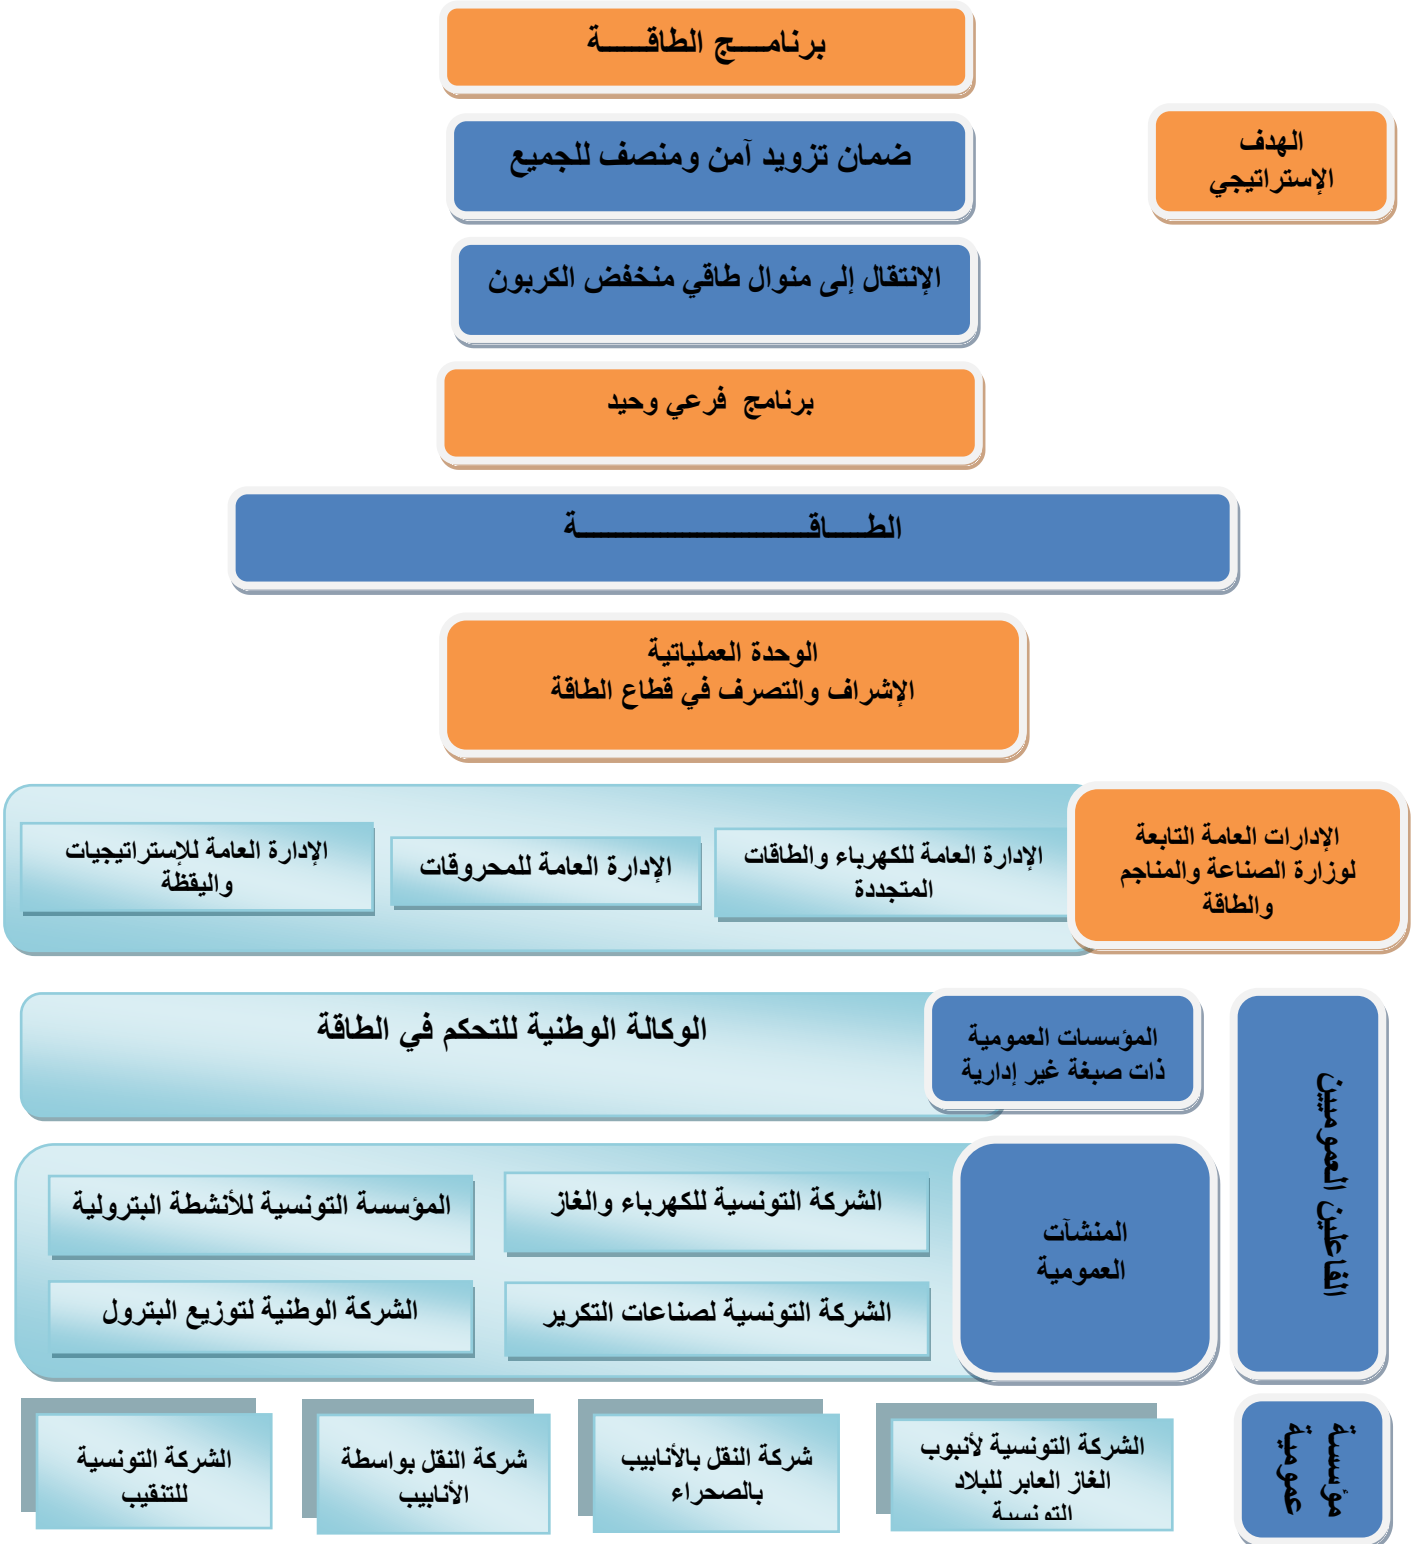 برنامـــج الطاقـــــة
الهدف
الإستراتيجي
ضمان تزويد آمن ومنصف للجميع
الإنتقال إلى منوال طاقي منخفض الكربون
برنامج فرعي وحيد
الطـــــاقـــــــــــــــــــــــــــة
الوحدة العملياتية
الإشراف والتصرف في قطاع الطاقة
الإدارات العامة التابعة
لوزارة الصناعة والمناجم
والطاقة
الإدارة العامة للكهرباء والطاقات
المتجددة
الإدارة العامة للمحروقات
الإدارة العامة للإستراتيجيات
واليقظة
الفاعلين العموميين
المؤسسات العمومية
ذات صبغة غير إدارية
الوكالة الوطنية للتحكم في الطاقة
المنشآت
العمومية
الشركة التونسية للكهرباء والغاز
المؤسسة التونسية للأنشطة البترولية
الشركة التونسية لصناعات التكرير
الشركة الوطنية لتوزيع البترول
مؤسسة
عمومية
الشركة التونسية لأنبوب
الغاز العابر للبلاد
التونسية
شركة النقل بالأنابيب
بالصحراء
شركة النقل بواسطة
الأنابيب
الشركة التونسية
للتنقيب